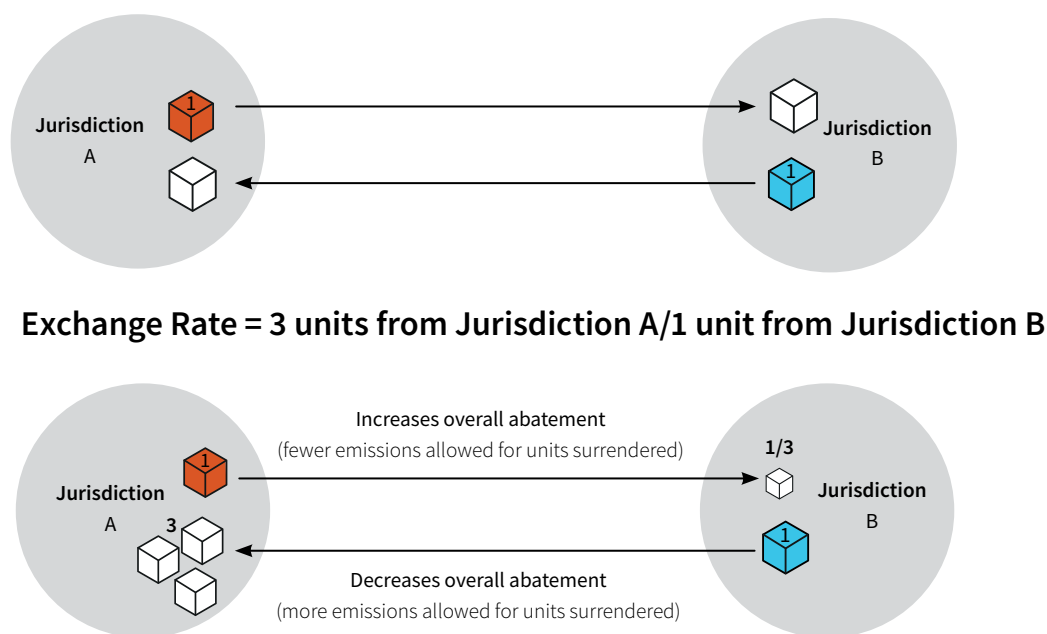 1
Jurisdiction
A
Jurisdiction
B
1
Exchange Rate = 3 units from Jurisdiction A/1 unit from Jurisdiction B
Increases overall abatement
(fewer emissions allowed for units surrendered)
1/3
1
Jurisdiction
A
Jurisdiction
B
3
1
Decreases overall abatement
(more emissions allowed for units surrendered)